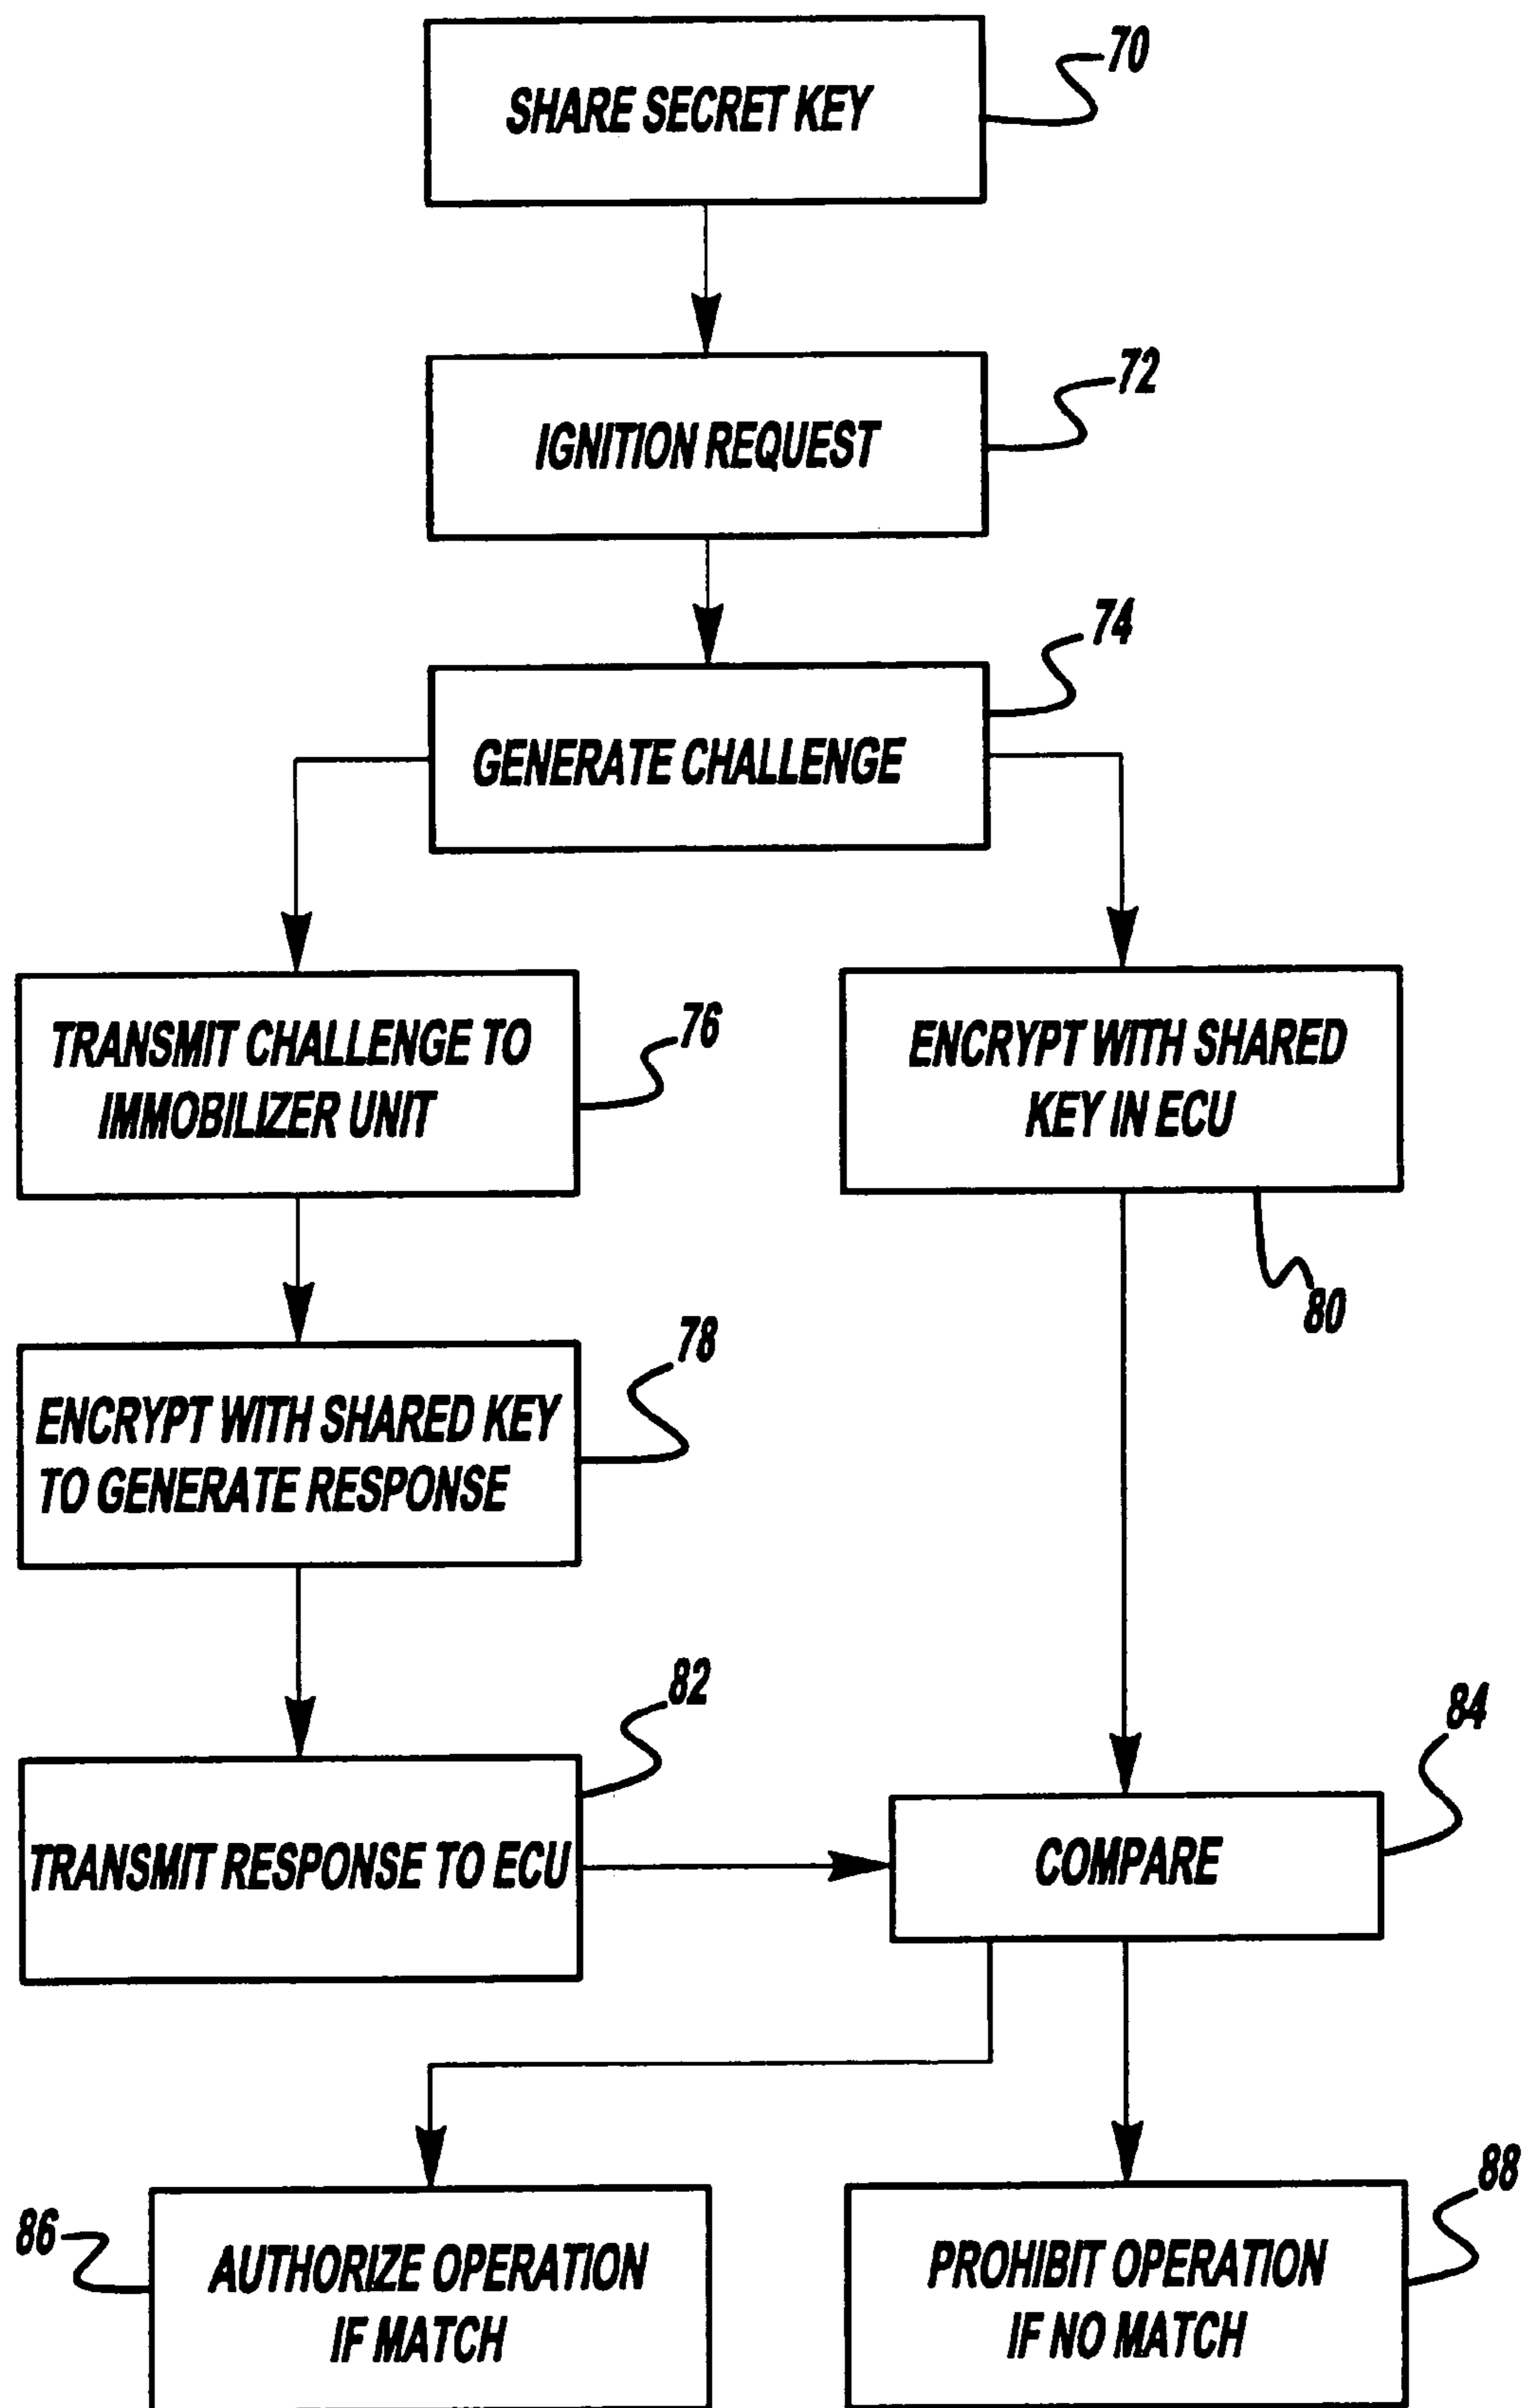 SHARE SECRET KEY
70
IGNITION REQUEST
72
GENERATE CHALLENGE
74
TRANSMIT CHALLENGE TO
IMMOBILIZER UNIT
76
ENCRYPT WITH SHARED
KEY IN ECU
80
ENCRYPT WITH SHARED KEY
TO GENERATE RESPONSE
78
TRANSMIT RESPONSE TO ECU
82
COMPARE
84
86
AUTHORIZE OPERATION
IF MATCH
PROHIBIT OPERATION
IF NO MATCH
88